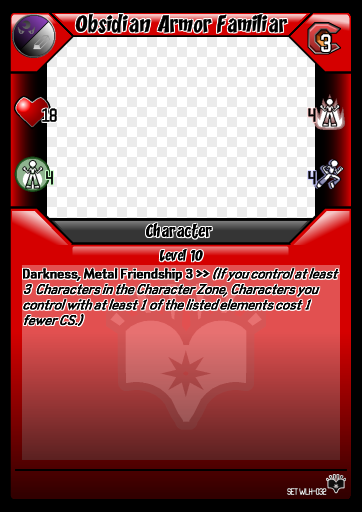 Obsidian Armor Familiar
3
18
4
4
4
Character
Level 10
Darkness, Metal Friendship 3 >> (If you control at least
3 Characters in the Character Zone, Characters you
control with at least 1 of the listed elements cost 1
fewer CS.)
SET WLH-032